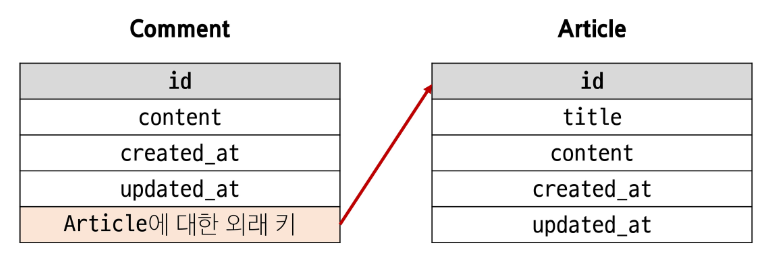 Comment
id
content
created_at
updated_at
Article에 대한 외래 키
Article
id
title
content
created_at
updated_at